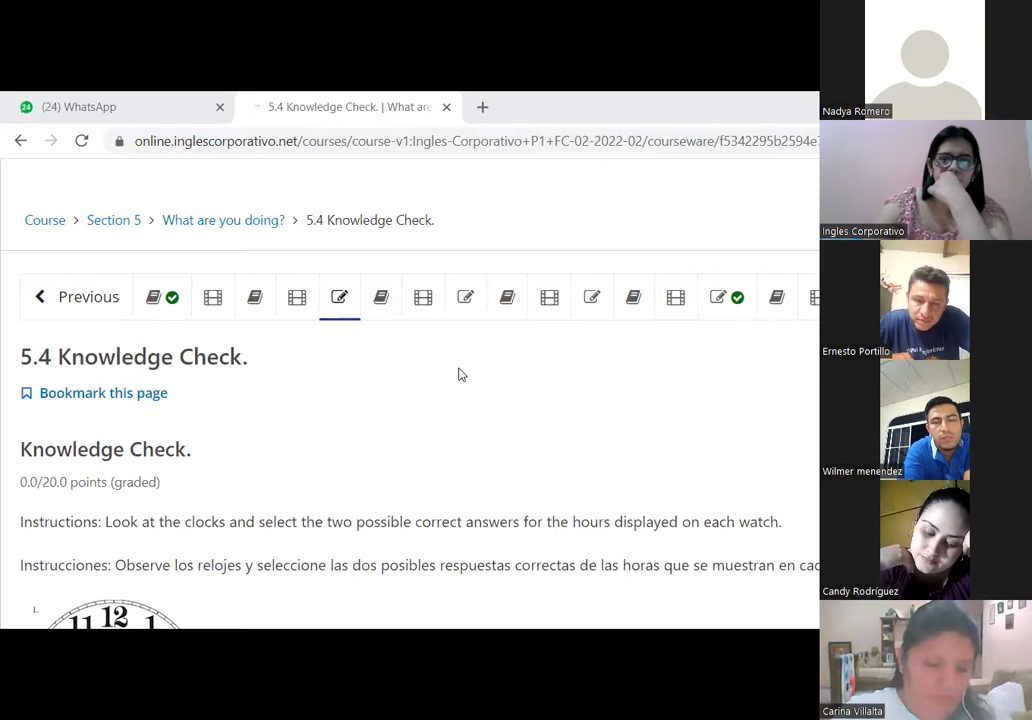 (24) WhatsApp
5.4 Knowledge Check. | What are
online.inglescorporativo.net/courses/course-v1:Ingles-Corporativo+P1+FC-02-2022-02/courseware/f5342295b2594e
Course > Section 5 > What are you doing? > 5.4 Knowledge Check.
Previous
5.4 Knowledge Check.
Bookmark this page
Knowledge Check.
0.0/20.0 points (graded)
Instructions: Look at the clocks and select the two possible correct answers for the hours displayed on each watch.
Instrucciones: Observe los relojes y seleccione las dos posibles respuestas correctas de las horas que se muestran en
1.
11 12 1
Nadya Romero
Ingles Corporativo
Ernesto Portillo
Wilmer menendez
Candy Rodríguez
Carina Villalta